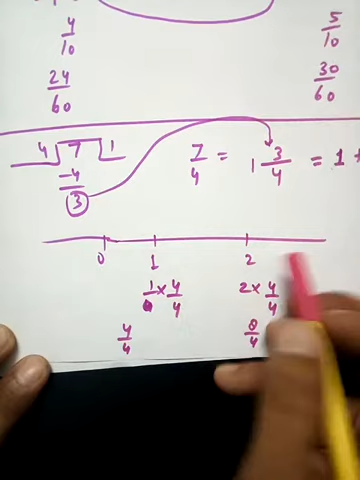 4/10 5/10
24/60 30/60
4 7 1 7/4 = 1 3/4 = 1 +
-4
3
0 1 2
1 × 4/4 2 × 4/4
4/4 8/4